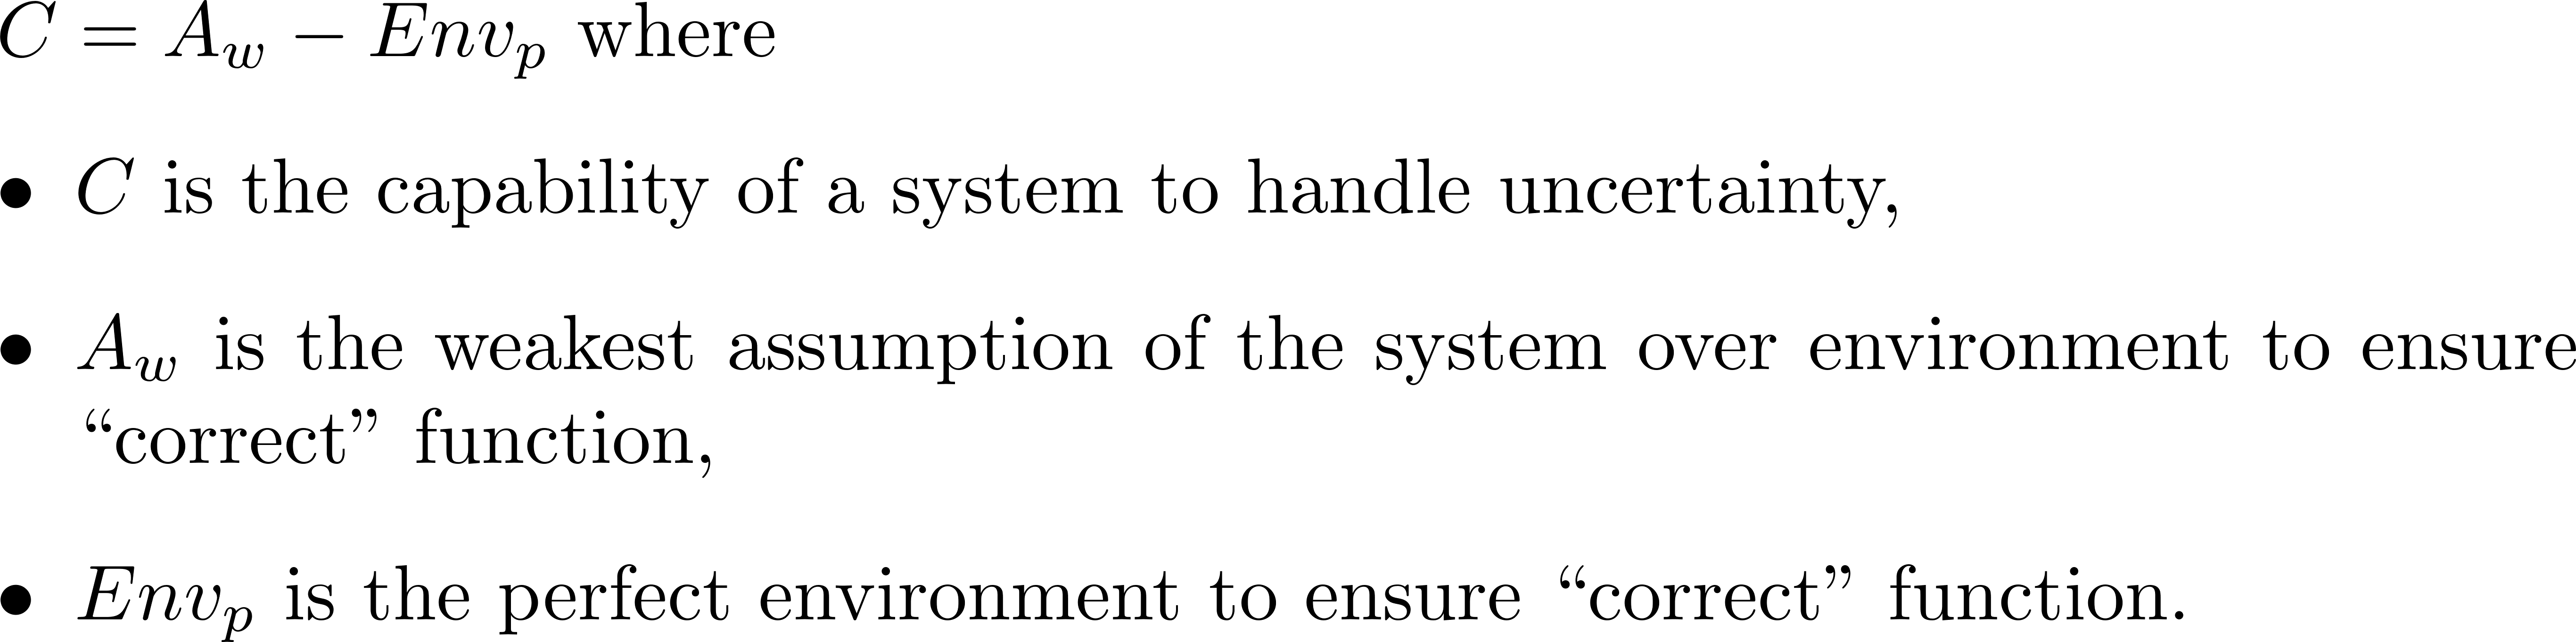 C = A_w − Env_p where
• C is the capability of a system to handle uncertainty,
• A_w is the weakest assumption of the system over environment to ensure
“correct” function,
• Env_p is the perfect environment to ensure “correct” function.